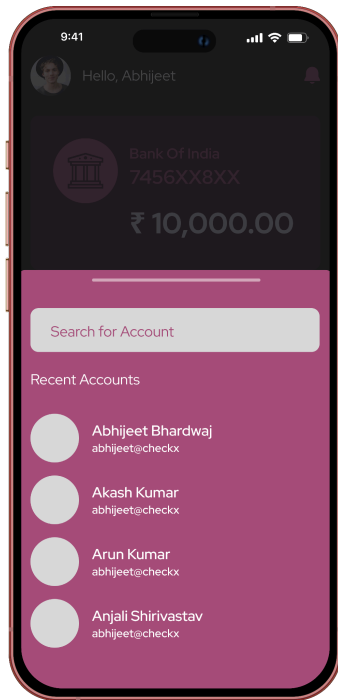 9:41
Hello, Abhijeet
Bank Of India
7456XX8XX
₹ 10,000.00
Search for Account
Recent Accounts
Abhijeet Bhardwaj
abhijeet@checkx
Akash Kumar
abhijeet@checkx
Arun Kumar
abhijeet@checkx
Anjali Shirivastav
abhijeet@checkx